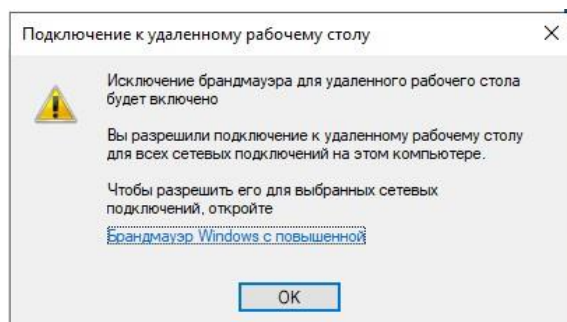 Подключение к удаленному рабочему столу
Исключение брандмауэра для удаленного рабочего стола
будет включено
Вы разрешили подключение к удаленному рабочему столу
для всех сетевых подключений на этом компьютере.
Чтобы разрешить его для выбранных сетевых
подключений, откройте
Брандмауэр Windows с повышенной
OK